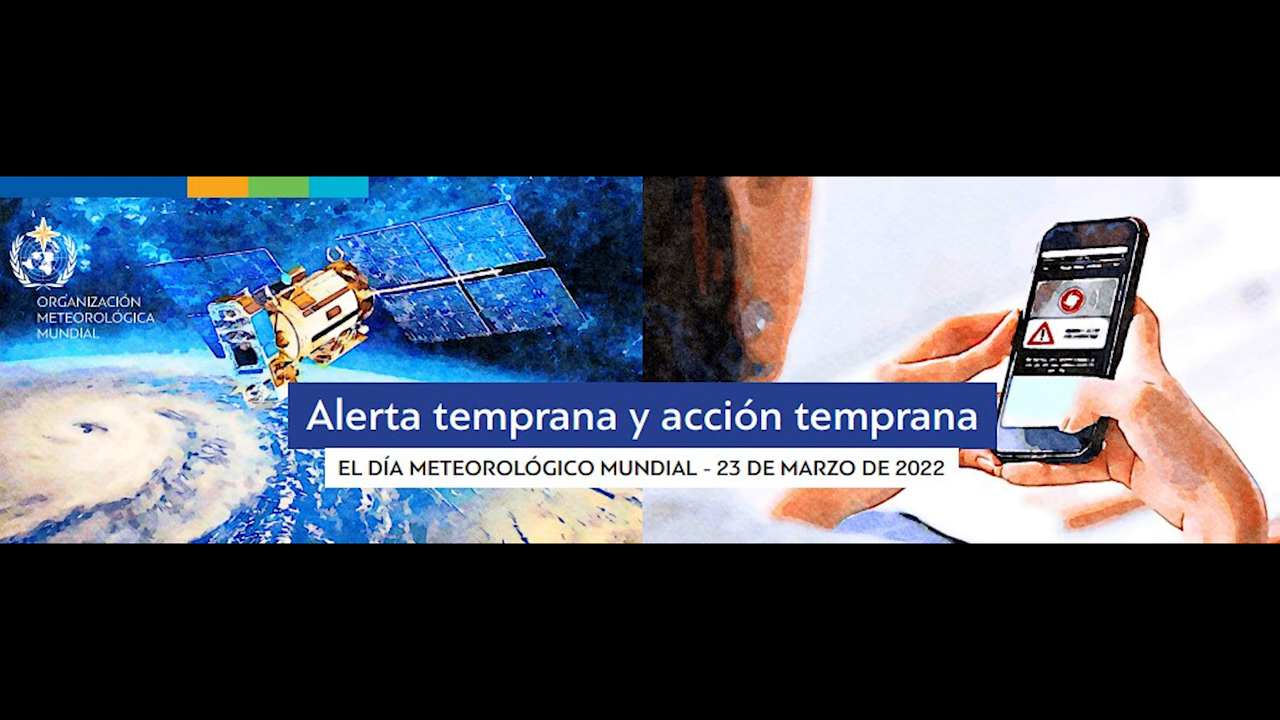 ORGANIZACIÓN
METEOROLÓGICA
MUNDIAL
Alerta temprana y acción temprana
EL DÍA METEOROLÓGICO MUNDIAL - 23 DE MARZO DE 2022